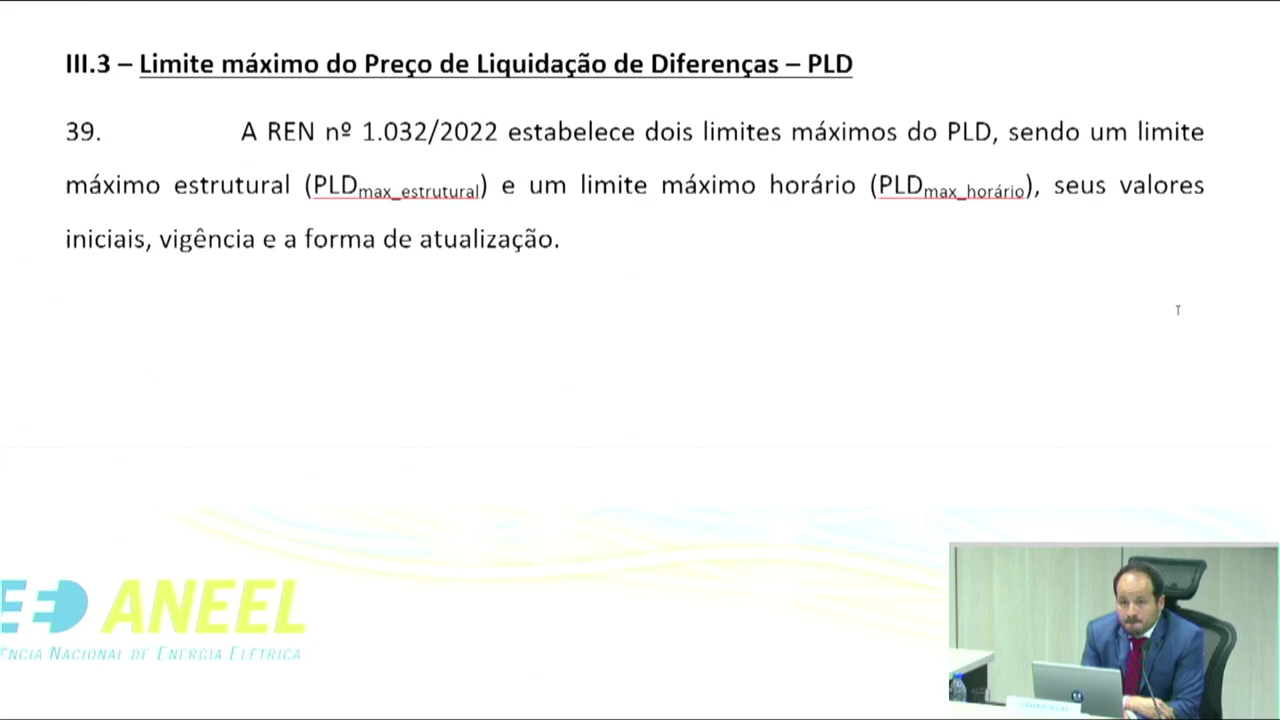 III.3 – Limite máximo do Preço de Liquidação de Diferenças – PLD
39. A REN nº 1.032/2022 estabelece dois limites máximos do PLD, sendo um limite
máximo estrutural (PLDmax_estrutural) e um limite máximo horário (PLDmax_horário), seus valores
iniciais, vigência e a forma de atualização.
ANEEL
ÊNCIA NACIONAL DE ENERGIA ELÉTRICA